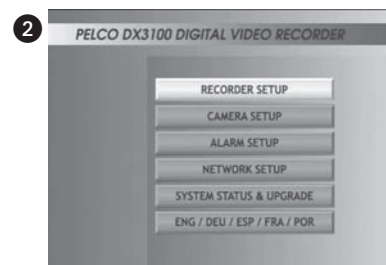 2
PELCO DX3100 DIGITAL VIDEO RECORDER
RECORDER SETUP
CAMERA SETUP
ALARM SETUP
NETWORK SETUP
SYSTEM STATUS & UPGRADE
ENG / DEU / ESP / FRA / POR